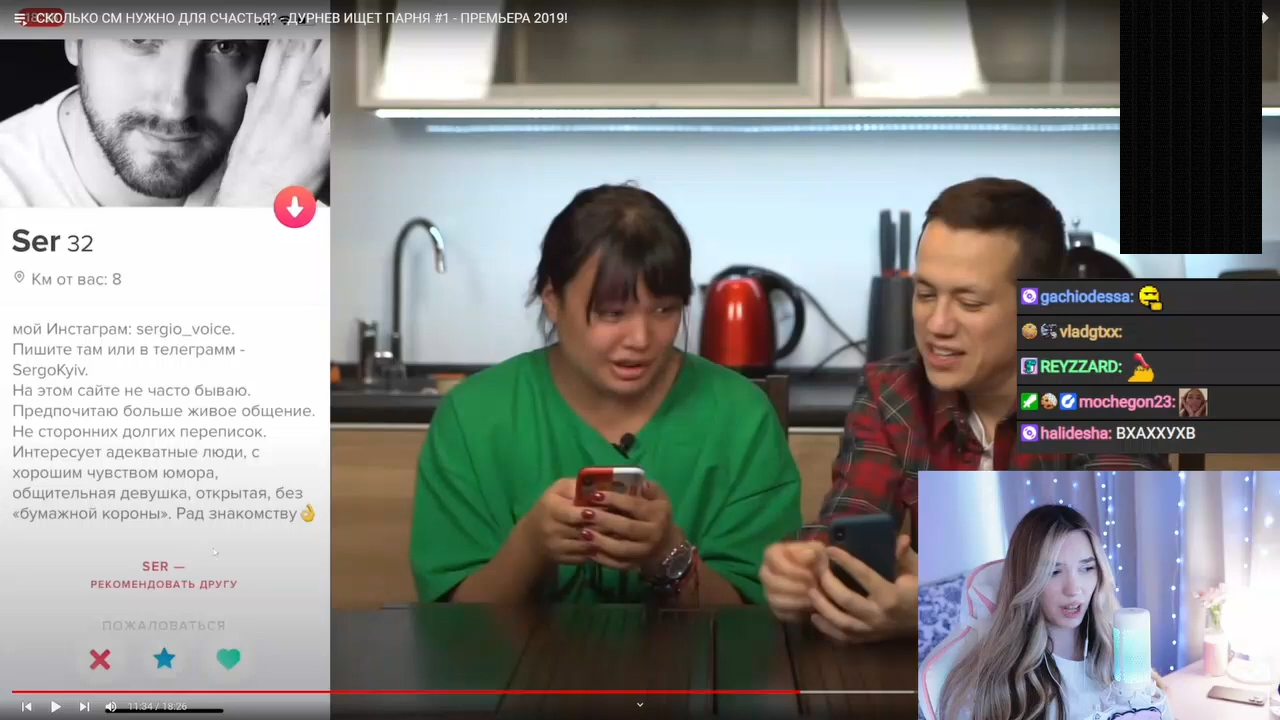 СКОЛЬКО СМ НУЖНО ДЛЯ СЧАСТЬЯ? - ДУРНЕВ ИЩЕТ ПАРНЯ #1 - ПРЕМЬЕРА 2019!
Ser 32
Км от вас: 8
мой Инстаграм: sergio_voice.
Пишите там или в телеграмм -
SergoKyiv.
На этом сайте не часто бываю.
Предпочитаю больше живое общение.
Не сторонних долгих переписок.
Интересует адекватные люди, с
хорошим чувством юмора,
общительная девушка, открытая, без
«бумажной короны». Рад знакомству👌
SER —
РЕКОМЕНДОВАТЬ ДРУГУ
ПОЖАЛОВАТЬСЯ
11:34 / 18:26
gachiodessa:
vladgtxx:
REYZZARD:
mochegon23:
halidesha: ВХАХХУХВ